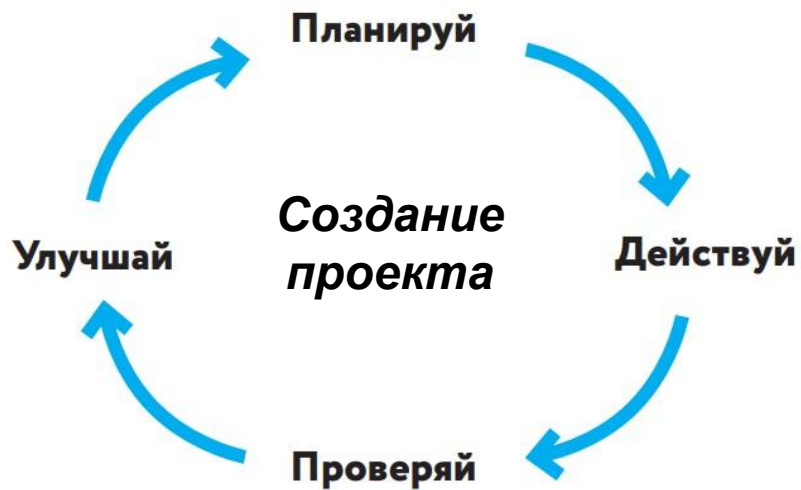 Планируй
Создание
проекта
Улучшай
Действуй
Проверяй